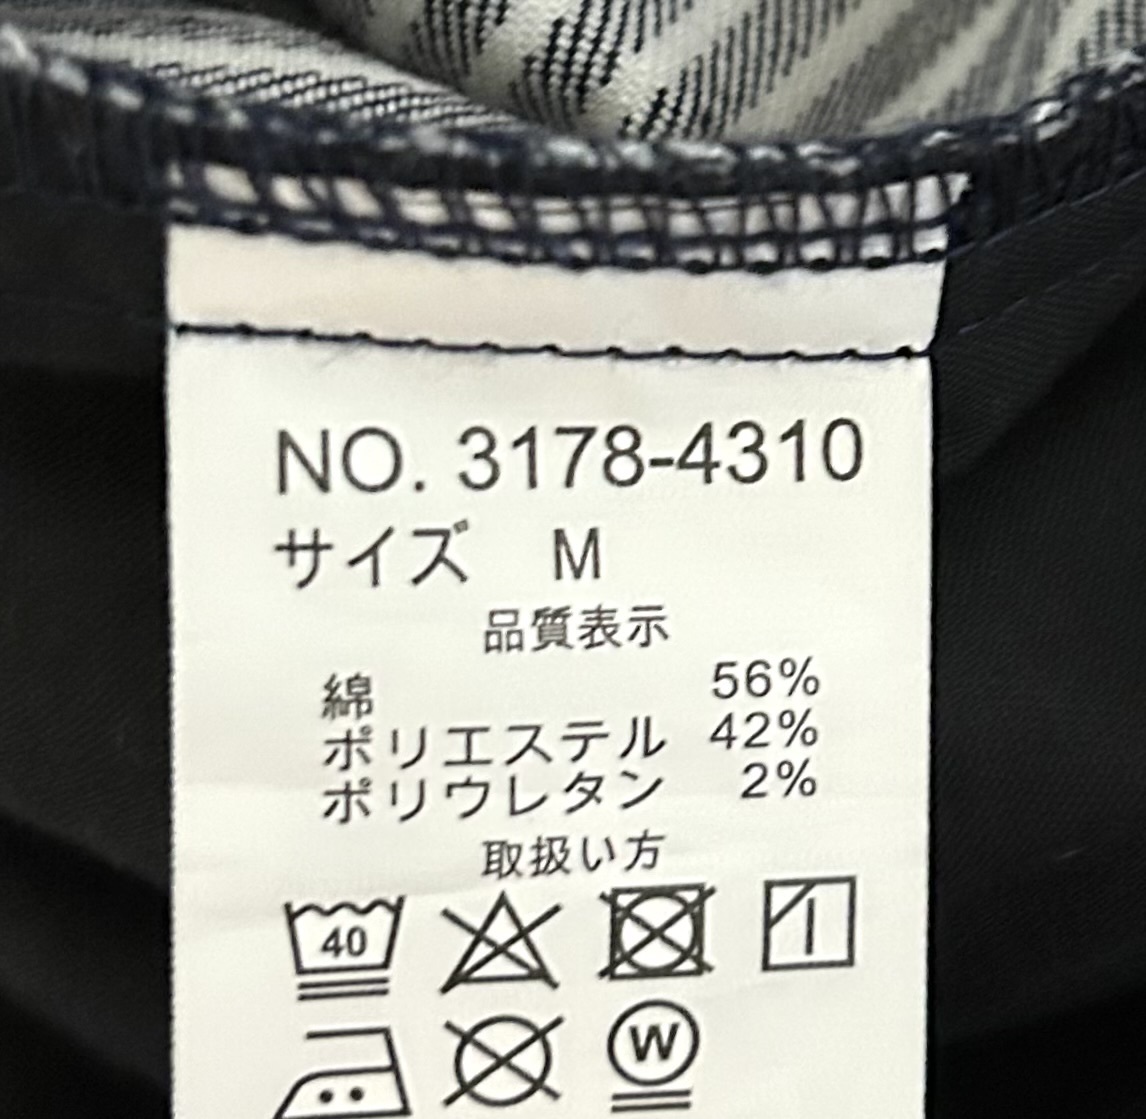 NO. 3178-4310
サイズ M
品質表示
綿 56%
ポリエステル 42%
ポリウレタン 2%
取扱い方
40
W